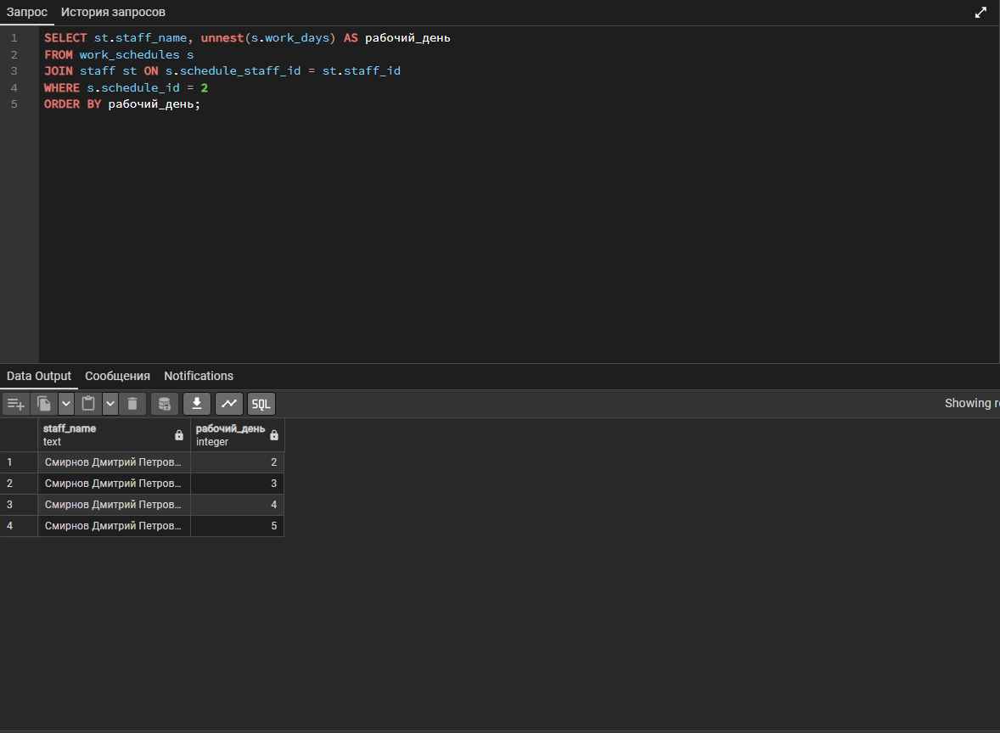 Запрос История запросов
1 SELECT st.staff_name, unnest(s.work_days) AS рабочий_день
2 FROM work_schedules s
3 JOIN staff st ON s.schedule_staff_id = st.staff_id
4 WHERE s.schedule_id = 2
5 ORDER BY рабочий_день;
Data Output Сообщения Notifications
SQL Showing
staff_name рабочий_день
text integer
1 Смирнов Дмитрий Петров... 2
2 Смирнов Дмитрий Петров... 3
3 Смирнов Дмитрий Петров... 4
4 Смирнов Дмитрий Петров... 5